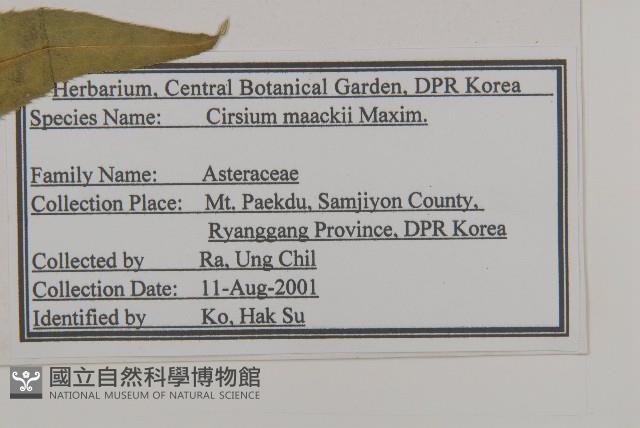 Herbarium, Central Botanical Garden, DPR Korea
Species Name: Cirsium maackii Maxim.
Family Name: Asteraceae
Collection Place: Mt. Paekdu, Samjiyon County,
Ryanggang Province, DPR Korea
Collected by Ra, Ung Chil
Collection Date: 11-Aug-2001
Identified by Ko, Hak Su
國立自然科學博物館
NATIONAL MUSEUM OF NATURAL SCIENCE